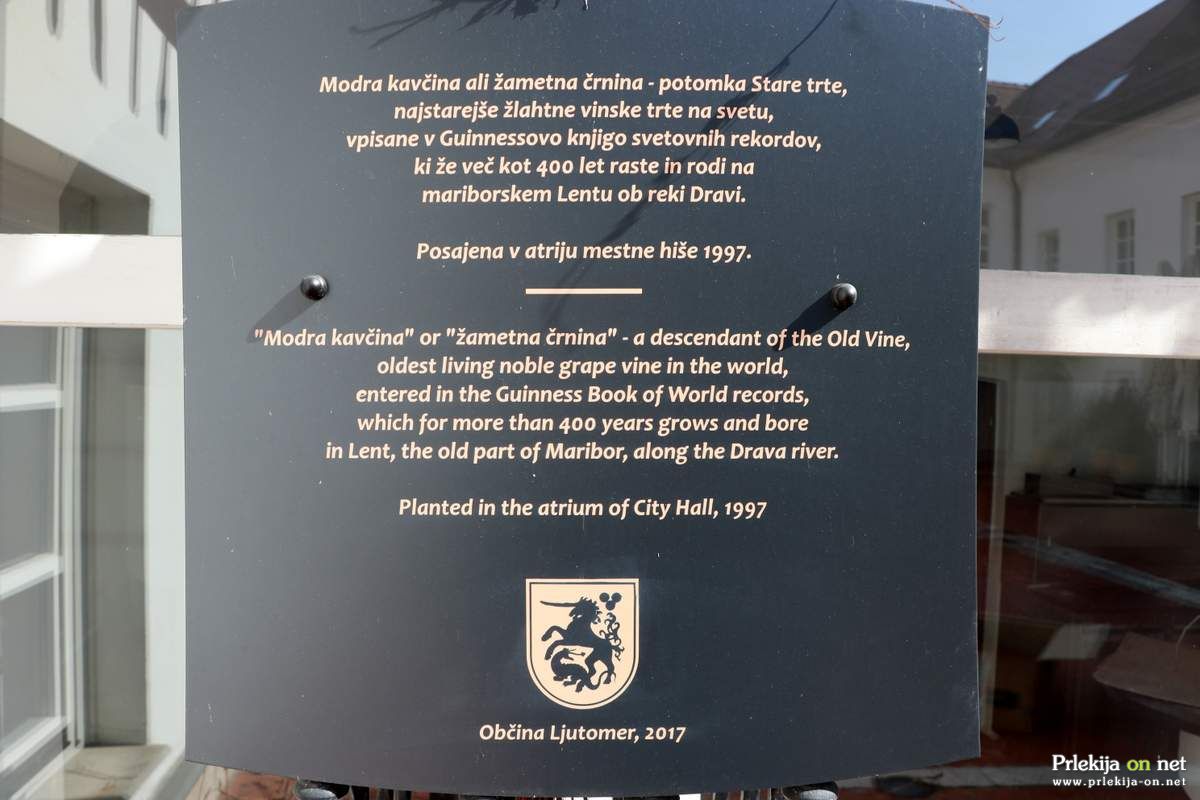 Modra kavčina ali žametna črnina - potomka Stare trte,
najstarejše žlahtne vinske trte na svetu,
vpisane v Guinnessovo knjigo svetovnih rekordov,
ki že več kot 400 let raste in rodi na
mariborskem Lentu ob reki Dravi.
Posajena v atriju mestne hiše 1997.
"Modra kavčina" or "žametna črnina" - a descendant of the Old Vine,
oldest living noble grape vine in the world,
entered in the Guinness Book of World records,
which for more than 400 years grows and bore
in Lent, the old part of Maribor, along the Drava river.
Planted in the atrium of City Hall, 1997
Občina Ljutomer, 2017
Prlekija on net
www.prlekija-on.net